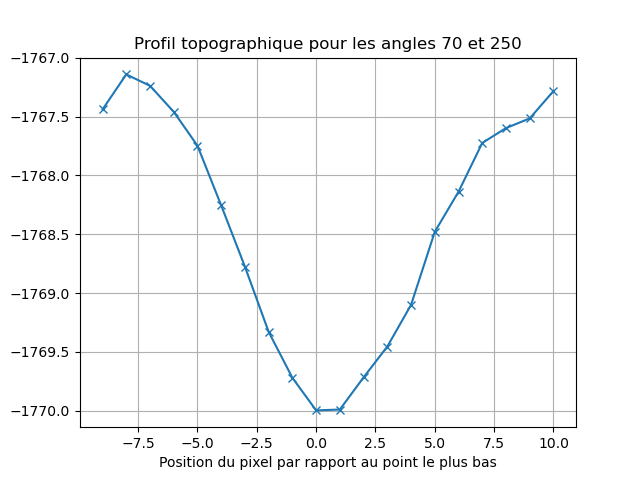 Profil topographique pour les angles 70 et 250
−1767.0
−1767.5
−1768.0
−1768.5
−1769.0
−1769.5
−1770.0
−7.5 −5.0 −2.5 0.0 2.5 5.0 7.5 10.0
Position du pixel par rapport au point le plus bas